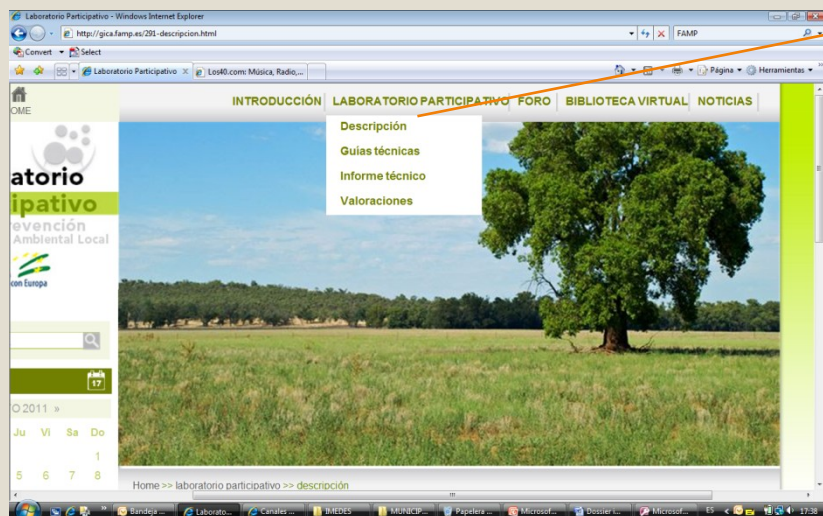 Laboratorio Participativo - Windows Internet Explorer
http://gica.famp.es/291-descripcion.html
FAMP
Convert Select
Laboratorio Participativo
Los40.com: Música, Radio,...
Página Herramientas
OME
INTRODUCCIÓN LABORATORIO PARTICIPATIVO FORO BIBLIOTECA VIRTUAL NOTICIAS
Descripción
Guías técnicas
Informe técnico
Valoraciones
atorio
ipativo
evención
Ambiental Local
con Europa
17
O 2011 »
Ju Vi Sa Do
1
5 6 7 8
Home >> laboratorio participativo >> descripción
Bandeja ... Laborato... Canales ... IMEDES MUNICIP... Papelera ... Microsof... Dossier i... Microsof... ES 17:38